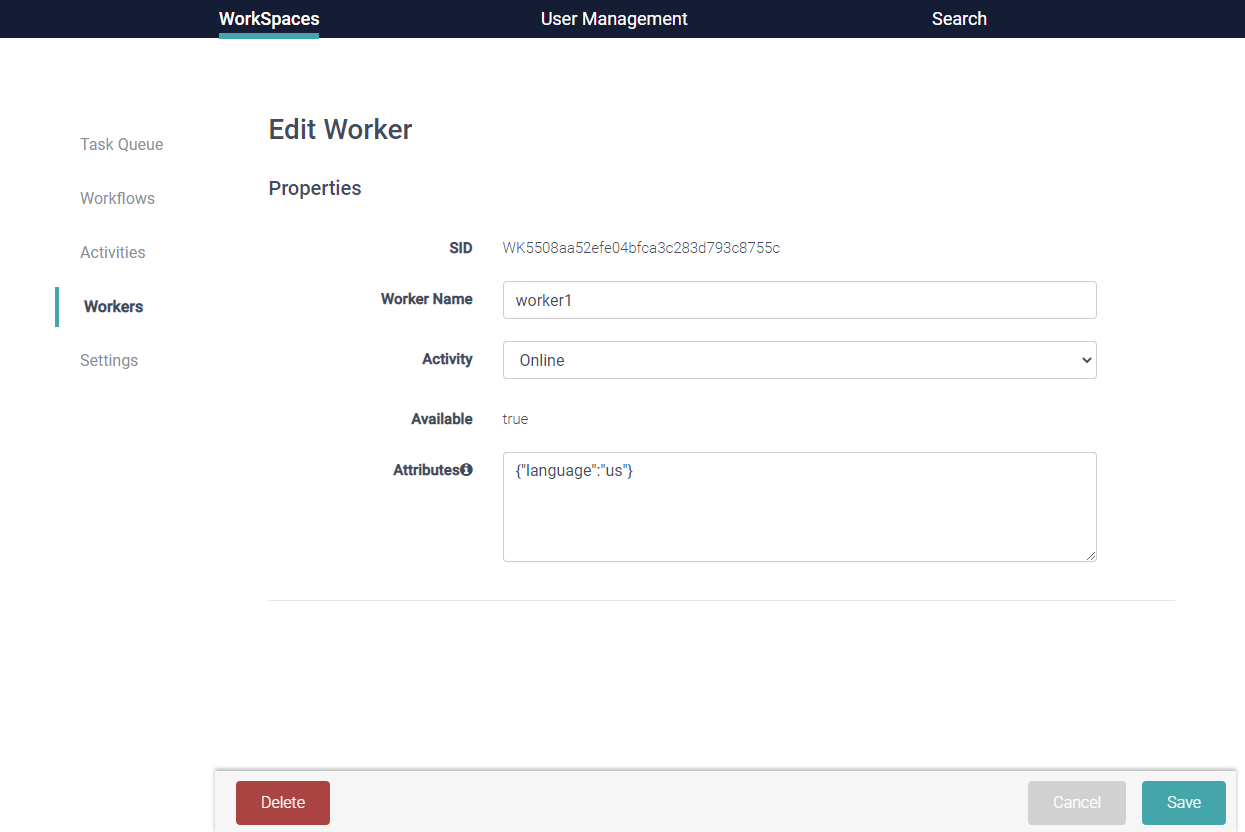 WorkSpaces User Management Search
Task Queue
Workflows
Activities
Workers
Settings
Edit Worker
Properties
SID WK5508aa52efe04bfca3c283d793c8755c
Worker Name worker1
Activity Online
Available true
Attributes {"language":"us"}
Delete Cancel Save